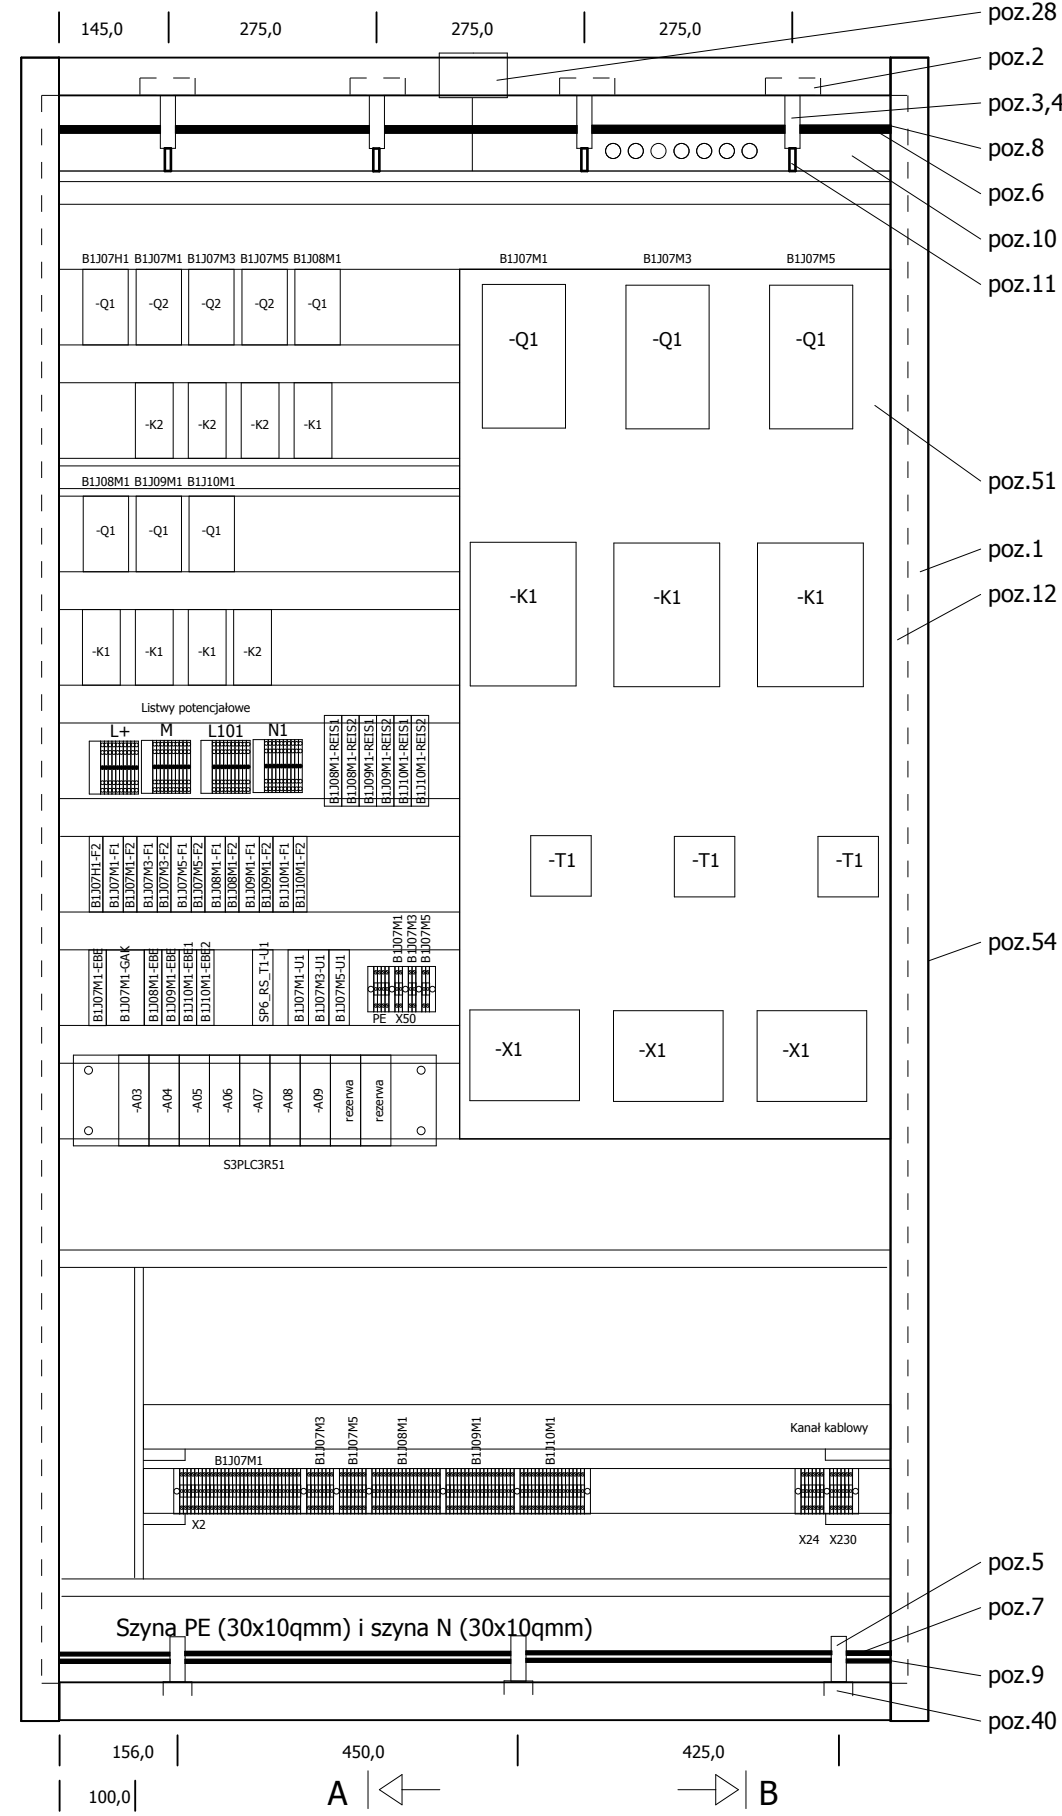 145,0
275,0
275,0
275,0
poz.28
poz.2
poz.3,4
poz.8
poz.6
poz.10
poz.11
B1J07H1 B1J07M1 B1J07M3 B1J07M5 B1J08M1
B1J07M1
B1J07M3
B1J07M5
-Q1
-Q2
-Q2
-Q2
-Q1
-Q1
-Q1
-Q1
-K2
-K2
-K2
-K1
poz.51
B1J08M1 B1J09M1 B1J10M1
-Q1
-Q1
-Q1
poz.1
poz.12
-K1
-K1
-K1
-K1
-K1
-K1
-K2
Listwy potencjałowe
L+
M
L101
N1
B1J08M1-REIS1
B1J08M1-REIS2
B1J09M1-REIS1
B1J09M1-REIS2
B1J10M1-REIS1
B1J10M1-REIS2
B1J07H1-F2
B1J07M1-F1
B1J07M1-F2
B1J07M3-F1
B1J07M3-F2
B1J07M5-F1
B1J07M5-F2
B1J08M1-F1
B1J08M1-F2
B1J09M1-F1
B1J09M1-F2
B1J10M1-F1
B1J10M1-F2
-T1
-T1
-T1
poz.54
B1J07M1-EBE
B1J07M1-GAK
B1J08M1-EBE
B1J09M1-EBE
B1J10M1-EBE1
B1J10M1-EBE2
SP6_RS_T1-U1
B1J07M1-U1
B1J07M3-U1
B1J07M5-U1
B1J07M1
B1J07M3
B1J07M5
PE
X50
-X1
-X1
-X1
-A03
-A04
-A05
-A06
-A07
-A08
-A09
rezerwa
rezerwa
S3PLC3R51
B1J07M1
B1J07M3
B1J07M5
B1J08M1
B1J09M1
B1J10M1
Kanał kablowy
X2
X24
X230
poz.5
poz.7
poz.9
poz.40
Szyna PE (30x10qmm) i szyna N (30x10qmm)
156,0
450,0
425,0
100,0
A
B